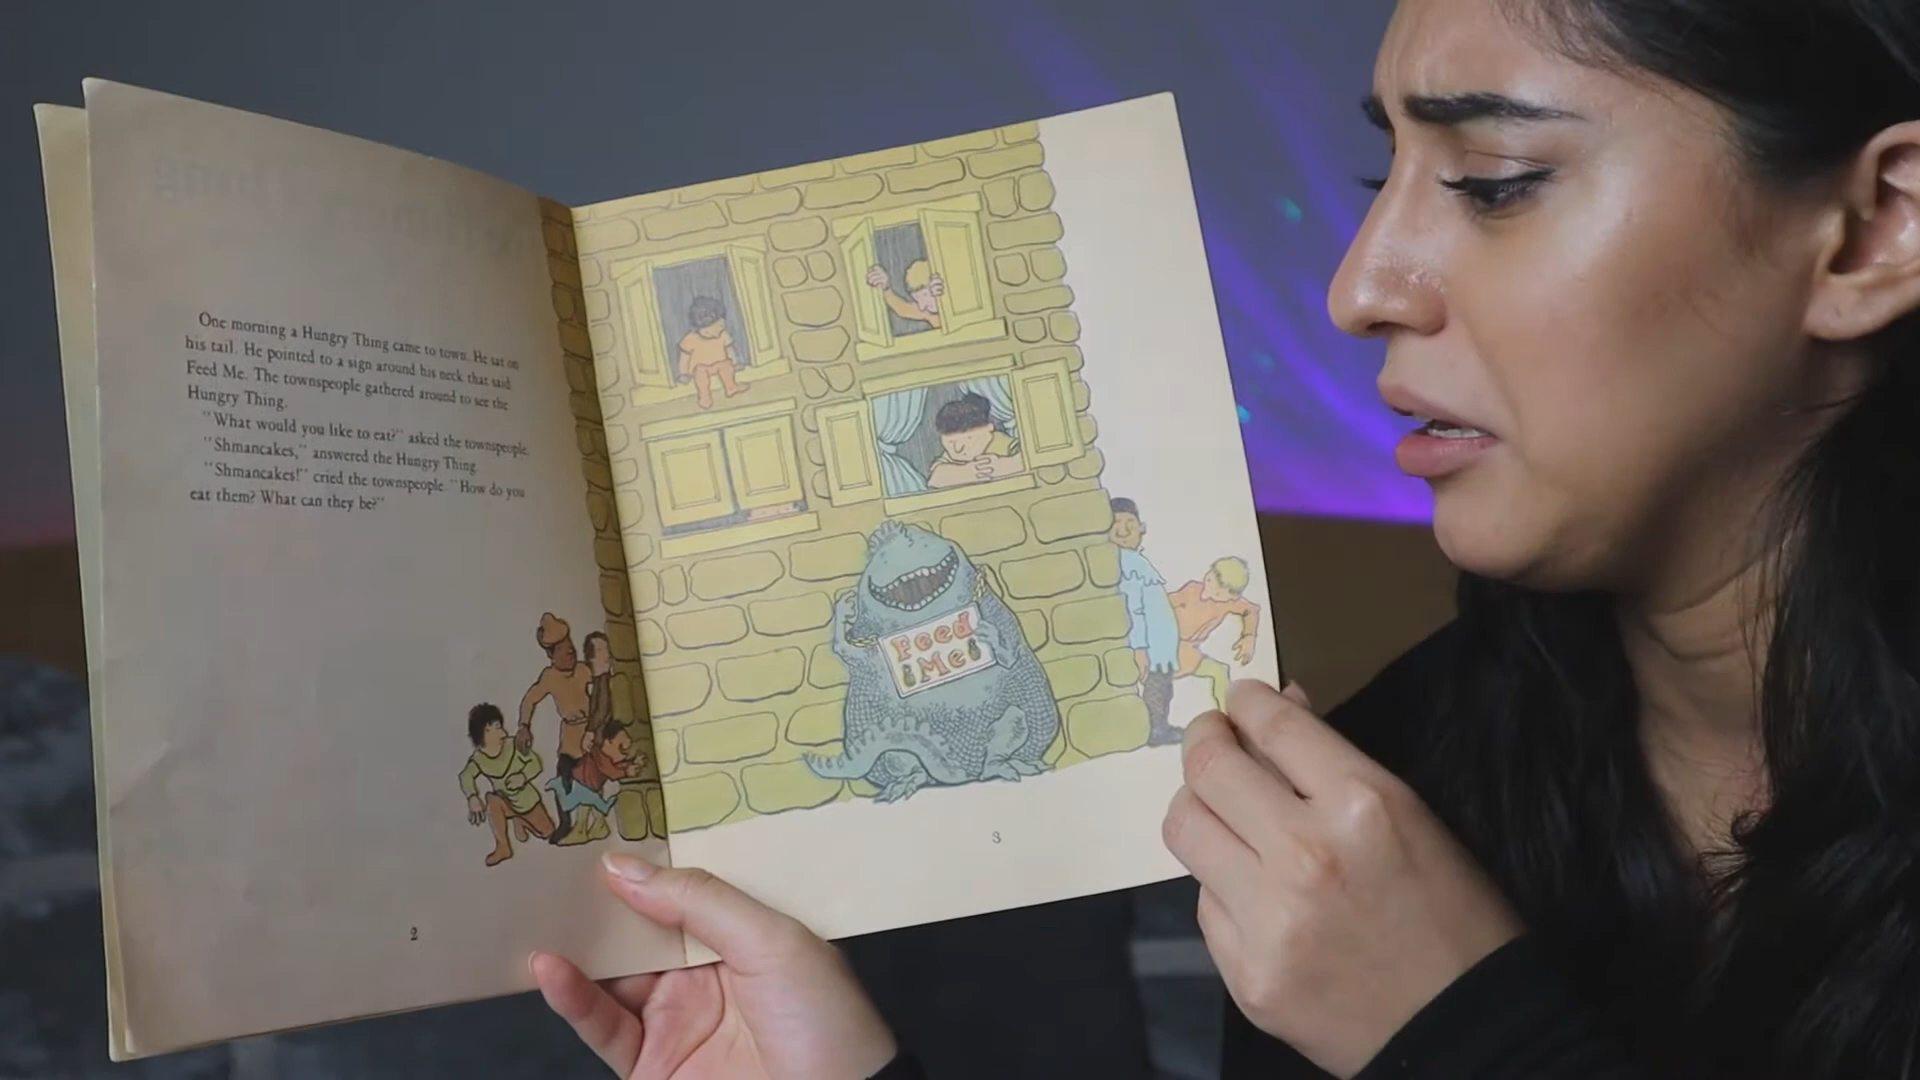 One morning a Hungry Thing came to town. He sat on
his tail. He pointed to a sign around his neck that said
Feed Me. The townspeople gathered around to see the
Hungry Thing.
"What would you like to eat?" asked the townspeople.
"Shmancakes," answered the Hungry Thing.
"Shmancakes!" cried the townspeople. "How do you
eat them? What can they be?"
2
Feed
Me
3